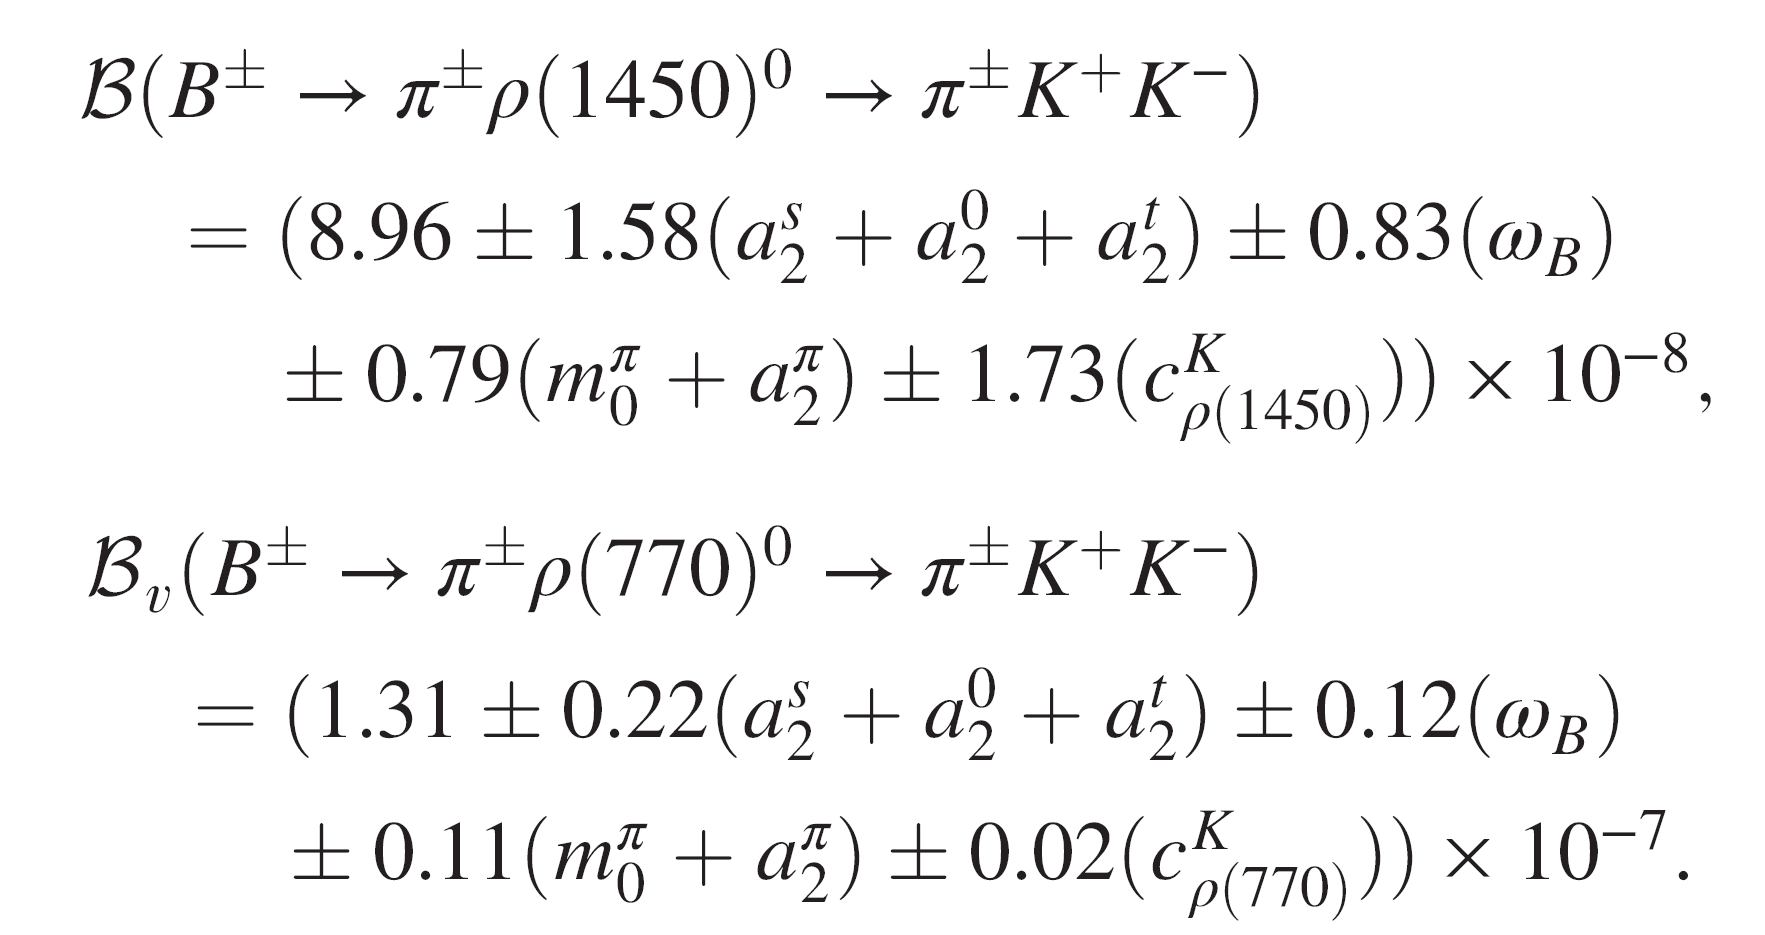 ℬ(B^± → π^±ρ(1450)^0 → π^±K^+K^−)
= (8.96 ± 1.58(a_2^s + a_2^0 + a_2^t) ± 0.83(ω_B)
± 0.79(m_0^π + a_2^π) ± 1.73(c_{ρ(1450)}^K)) × 10^{−8},
ℬ_v(B^± → π^±ρ(770)^0 → π^±K^+K^−)
= (1.31 ± 0.22(a_2^s + a_2^0 + a_2^t) ± 0.12(ω_B)
± 0.11(m_0^π + a_2^π) ± 0.02(c_{ρ(770)}^K)) × 10^{−7}.